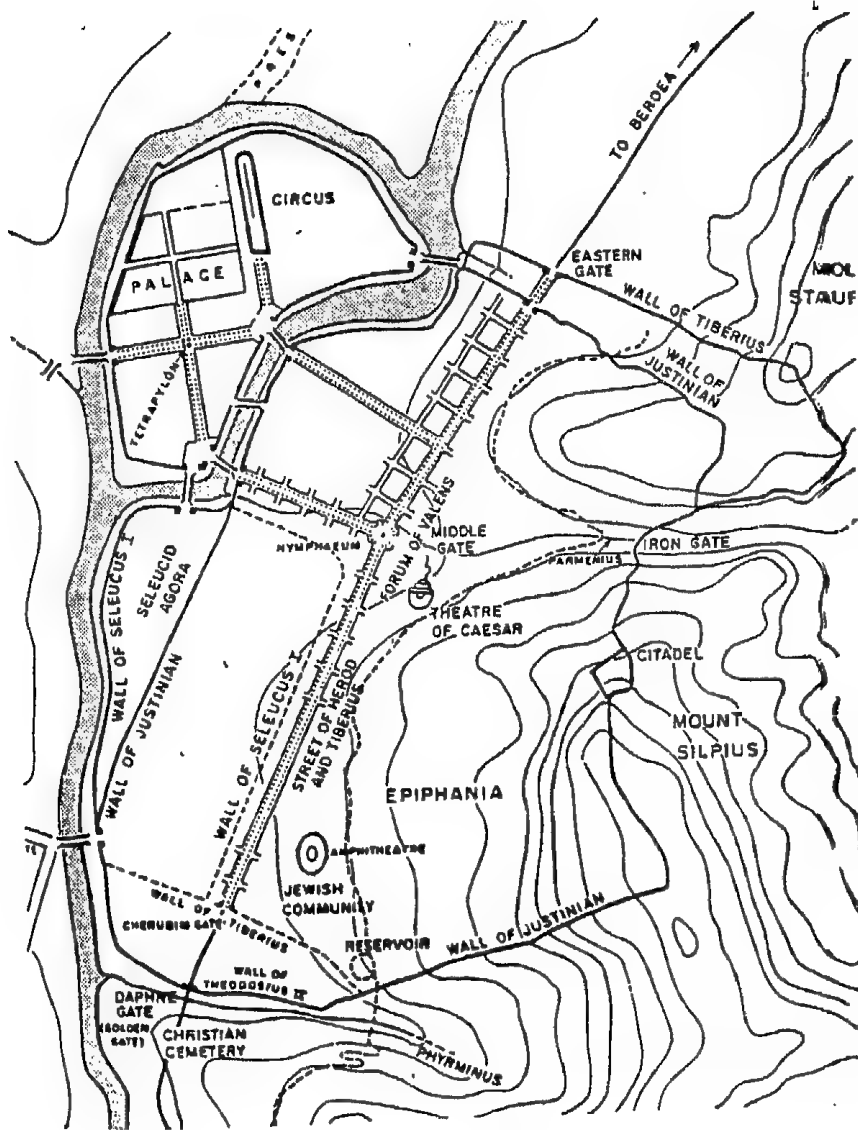 TO BEROEA
CIRCUS
EASTERN
GATE
PALACE
STAUR
WALL OF TIBERIUS
WALL OF
JUSTINIAN
TETRAPYLON
FORUM OF VALENS
MIDDLE
GATE
NYMPHAEUM
IRON GATE
PARMENIUS
WALL OF SELEUCUS I
SELEUCID
AGORA
THEATRE
OF CAESAR
CITADEL
WALL OF JUSTINIAN
WALL OF SELEUCUS I
STREET OF HEROD
AND TIBERIUS
MOUNT
SILPIUS
EPIPHANIA
AMPHITHEATRE
JEWISH
COMMUNITY
WALL OF TIBERIUS
CHERUBIM GATE
RESERVOIR
WALL OF JUSTINIAN
WALL OF
THEODOSIUS II
DAPHNE
GATE
(GOLDEN
GATE)
CHRISTIAN
CEMETERY
PHYRMINUS